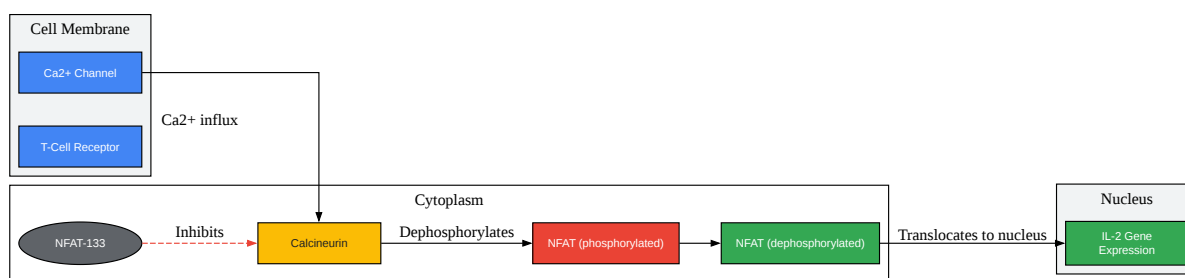 Cell Membrane
Ca2+ Channel
Ca2+ influx
T-Cell Receptor
Cytoplasm
Nucleus
NFAT-133
Inhibits
Calcineurin
Dephosphorylates
NFAT (phosphorylated)
NFAT (dephosphorylated)
Translocates to nucleus
IL-2 Gene
Expression